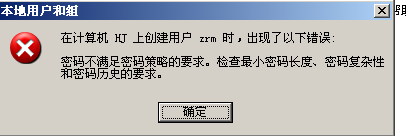 本地用户和组
在计算机 HJ 上创建用户 zrm 时，出现了以下错误:
密码不满足密码策略的要求。检查最小密码长度、密码复杂性
和密码历史的要求。
确定